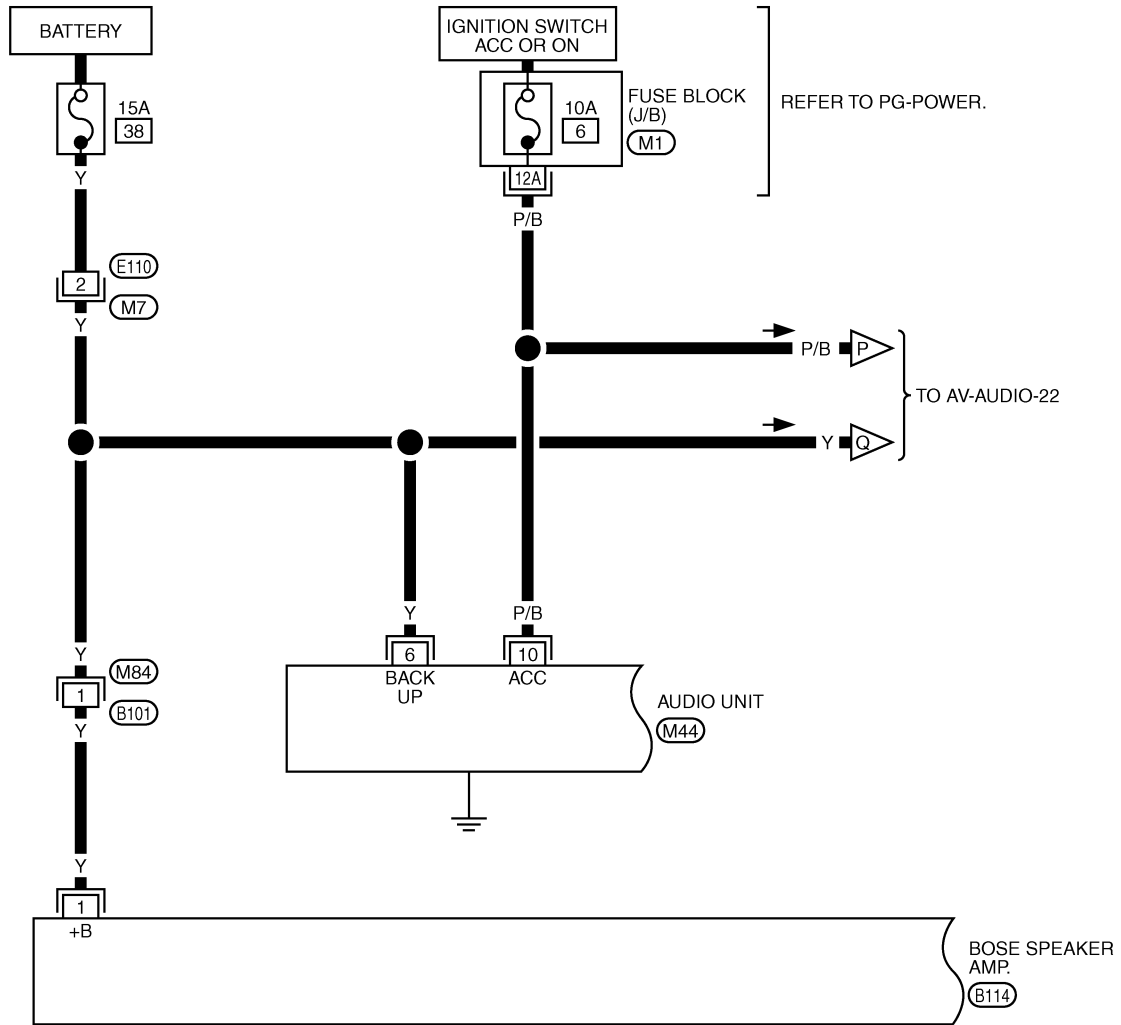 BATTERY
IGNITION SWITCH
ACC OR ON
15A
38
10A
6
FUSE BLOCK
(J/B)
M1
REFER TO PG-POWER.
12A
Y
P/B
2
E110
M7
Y
P/B
P
TO AV-AUDIO-22
Y
Q
Y
P/B
6
10
BACK
UP
ACC
AUDIO UNIT
M44
Y
1
M84
B101
Y
Y
1
+B
BOSE SPEAKER
AMP.
B114